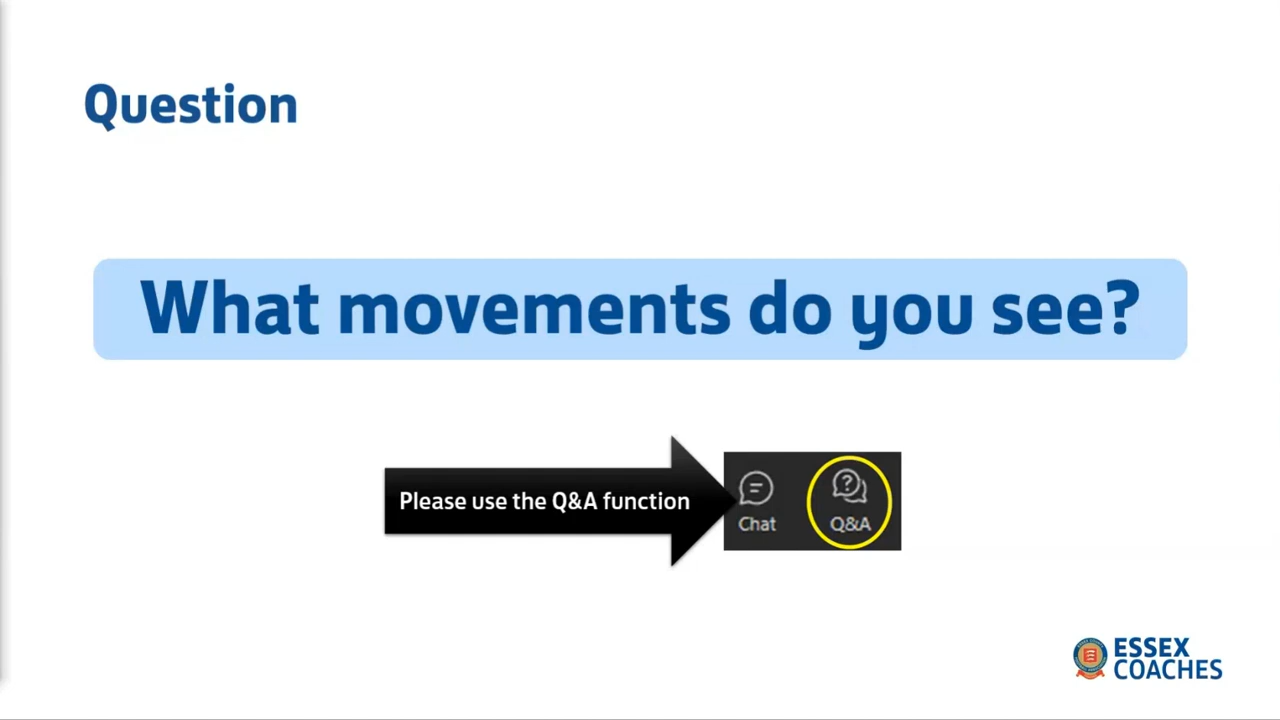 Question
What movements do you see?
Please use the Q&A function
Chat
Q&A
ESSEX
COACHES